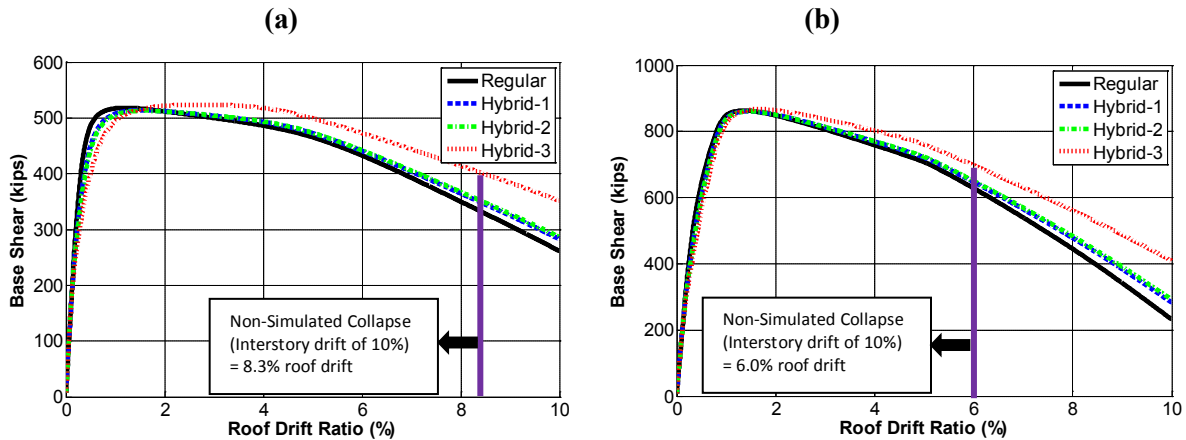 (a)
600
500
400
300
200
100
0
0 2 4 6 8 10
Base Shear (kips)
Roof Drift Ratio (%)
Regular
Hybrid-1
Hybrid-2
Hybrid-3
Non-Simulated Collapse
(Interstory drift of 10%)
= 8.3% roof drift
(b)
1000
800
600
400
200
0
0 2 4 6 8 10
Base Shear (kips)
Roof Drift Ratio (%)
Regular
Hybrid-1
Hybrid-2
Hybrid-3
Non-Simulated Collapse
(Interstory drift of 10%)
= 6.0% roof drift